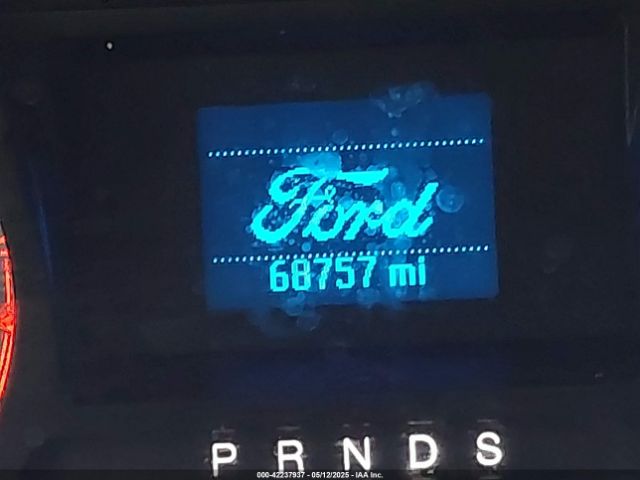 Ford
68757 mi
P R N D S
000-42237937 - 05/12/2025 - IAA Inc.